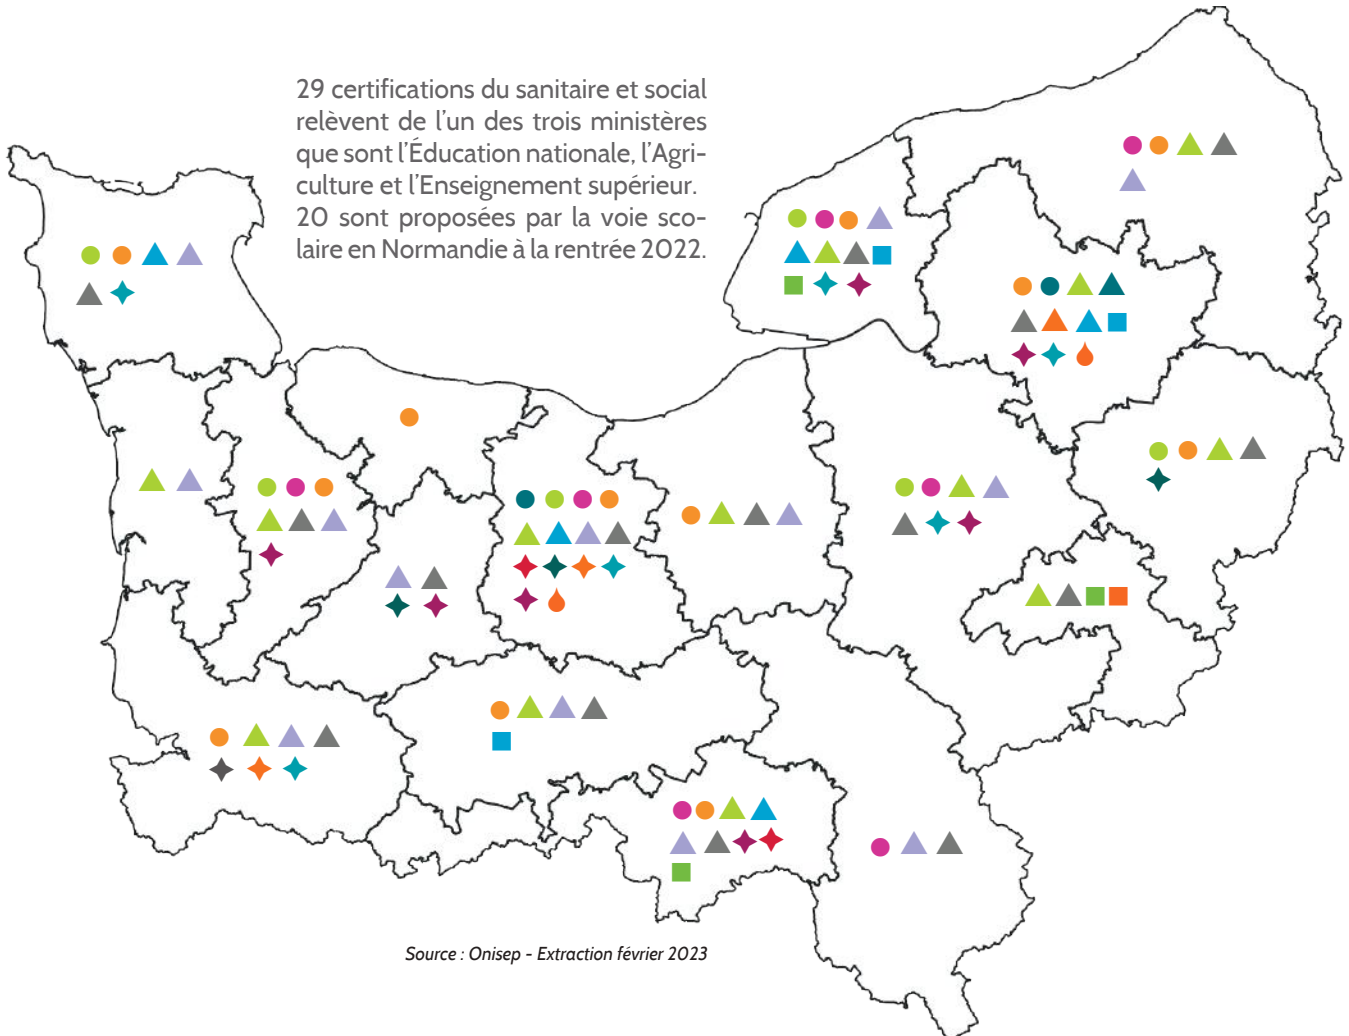 29 certifications du sanitaire et social
relèvent de l'un des trois ministères
que sont l'Éducation nationale, l'Agri-
culture et l'Enseignement supérieur.
20 sont proposées par la voie sco-
laire en Normandie à la rentrée 2022.
Source : Onisep - Extraction février 2023